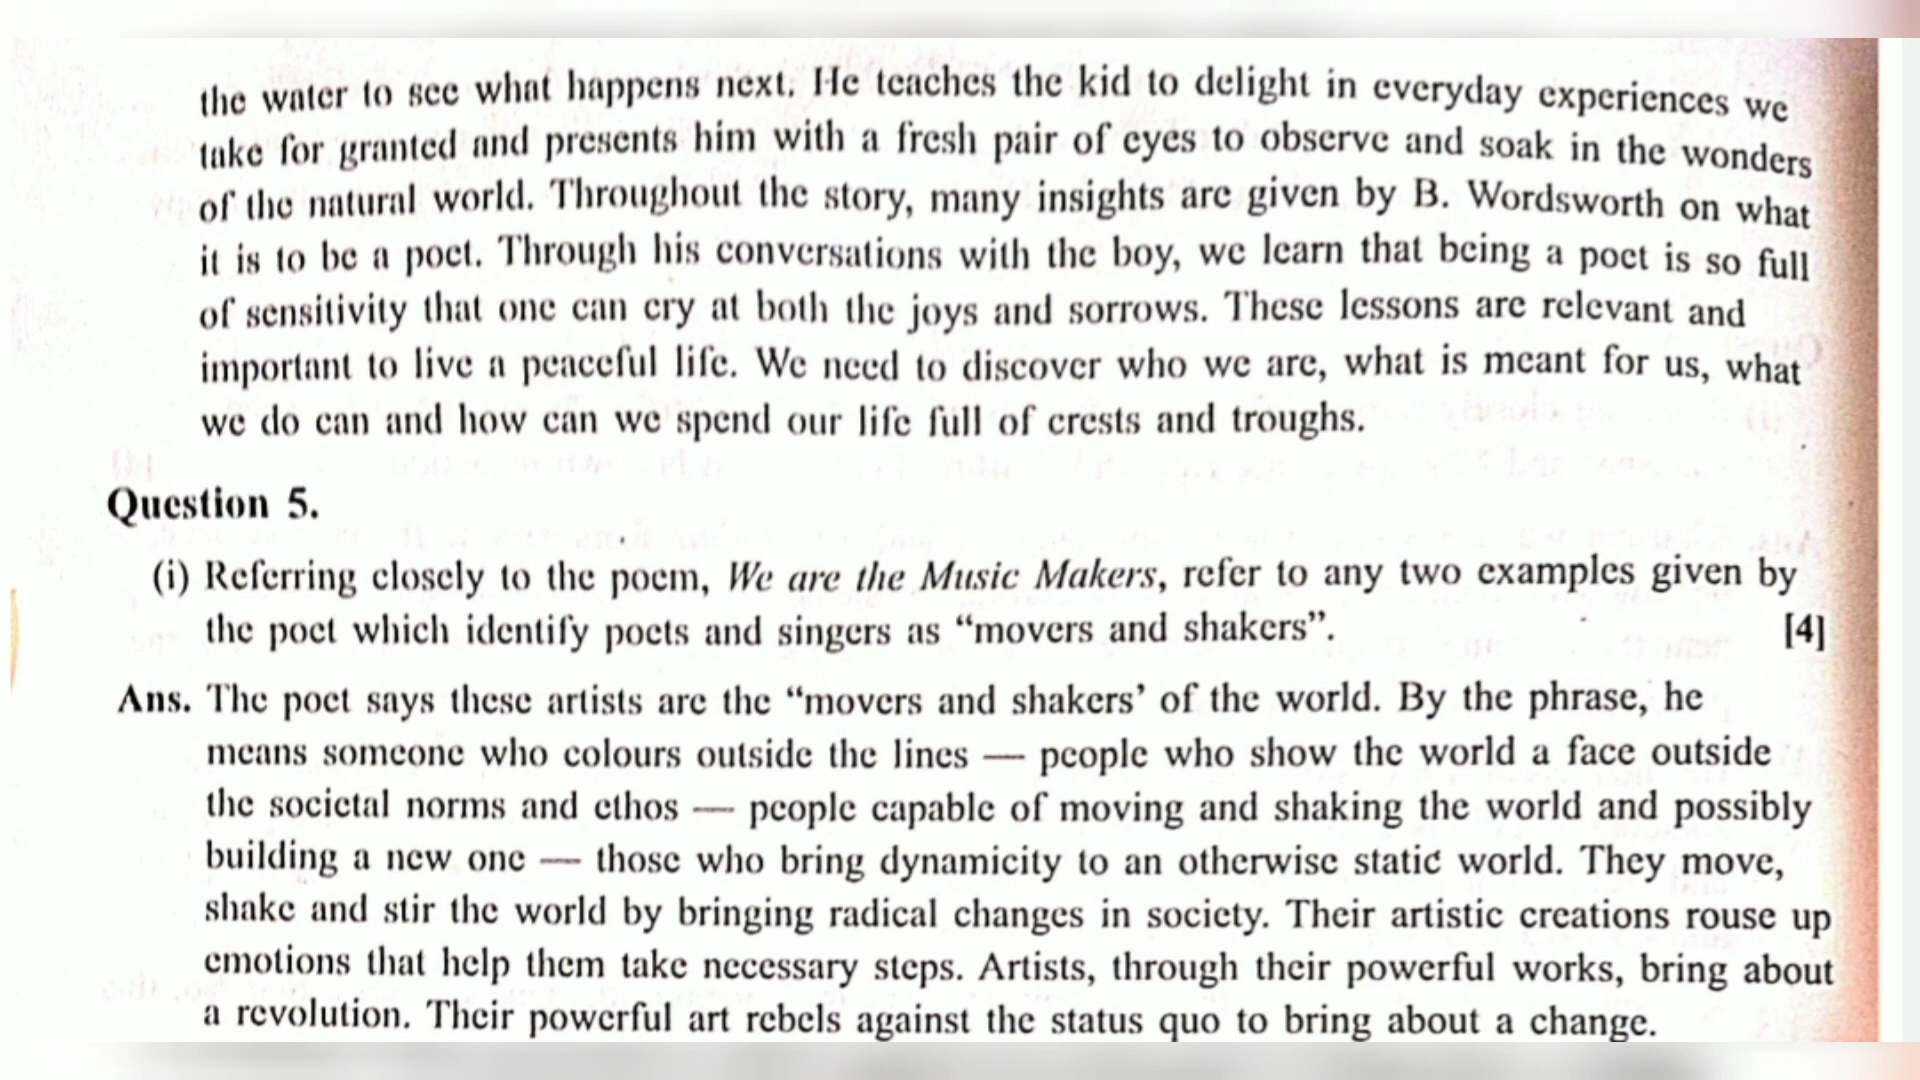 the water to see what happens next. He teaches the kid to delight in everyday experiences we
take for granted and presents him with a fresh pair of eyes to observe and soak in the wonders
of the natural world. Throughout the story, many insights are given by B. Wordsworth on what
it is to be a poet. Through his conversations with the boy, we learn that being a poet is so full
of sensitivity that one can cry at both the joys and sorrows. These lessons are relevant and
important to live a peaceful life. We need to discover who we are, what is meant for us, what
we do can and how can we spend our life full of crests and troughs.
Question 5.
(i) Referring closely to the poem, We are the Music Makers, refer to any two examples given by
the poet which identify poets and singers as “movers and shakers”. [4]
Ans. The poet says these artists are the “movers and shakers’ of the world. By the phrase, he
means someone who colours outside the lines — people who show the world a face outside
the societal norms and ethos — people capable of moving and shaking the world and possibly
building a new one — those who bring dynamicity to an otherwise static world. They move,
shake and stir the world by bringing radical changes in society. Their artistic creations rouse up
emotions that help them take necessary steps. Artists, through their powerful works, bring about
a revolution. Their powerful art rebels against the status quo to bring about a change.